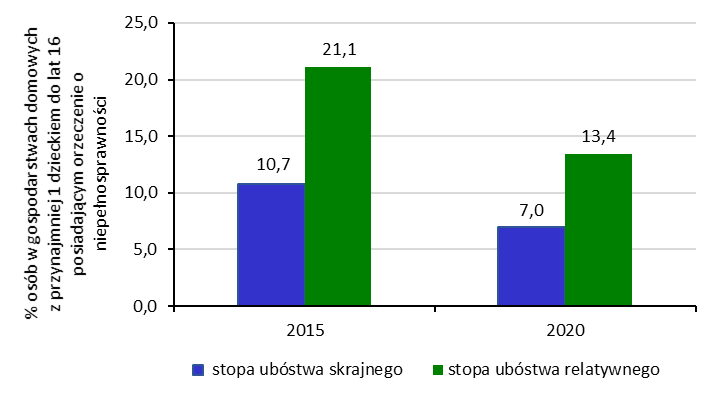 % osób w gospodarstwach domowych
z przynajmniej 1 dzieckiem do lat 16
posiadającym orzeczenie o
niepełnosprawności
25,0
20,0
15,0
10,0
5,0
0,0
10,7
21,1
7,0
13,4
2015
2020
stopa ubóstwa skrajnego
stopa ubóstwa relatywnego